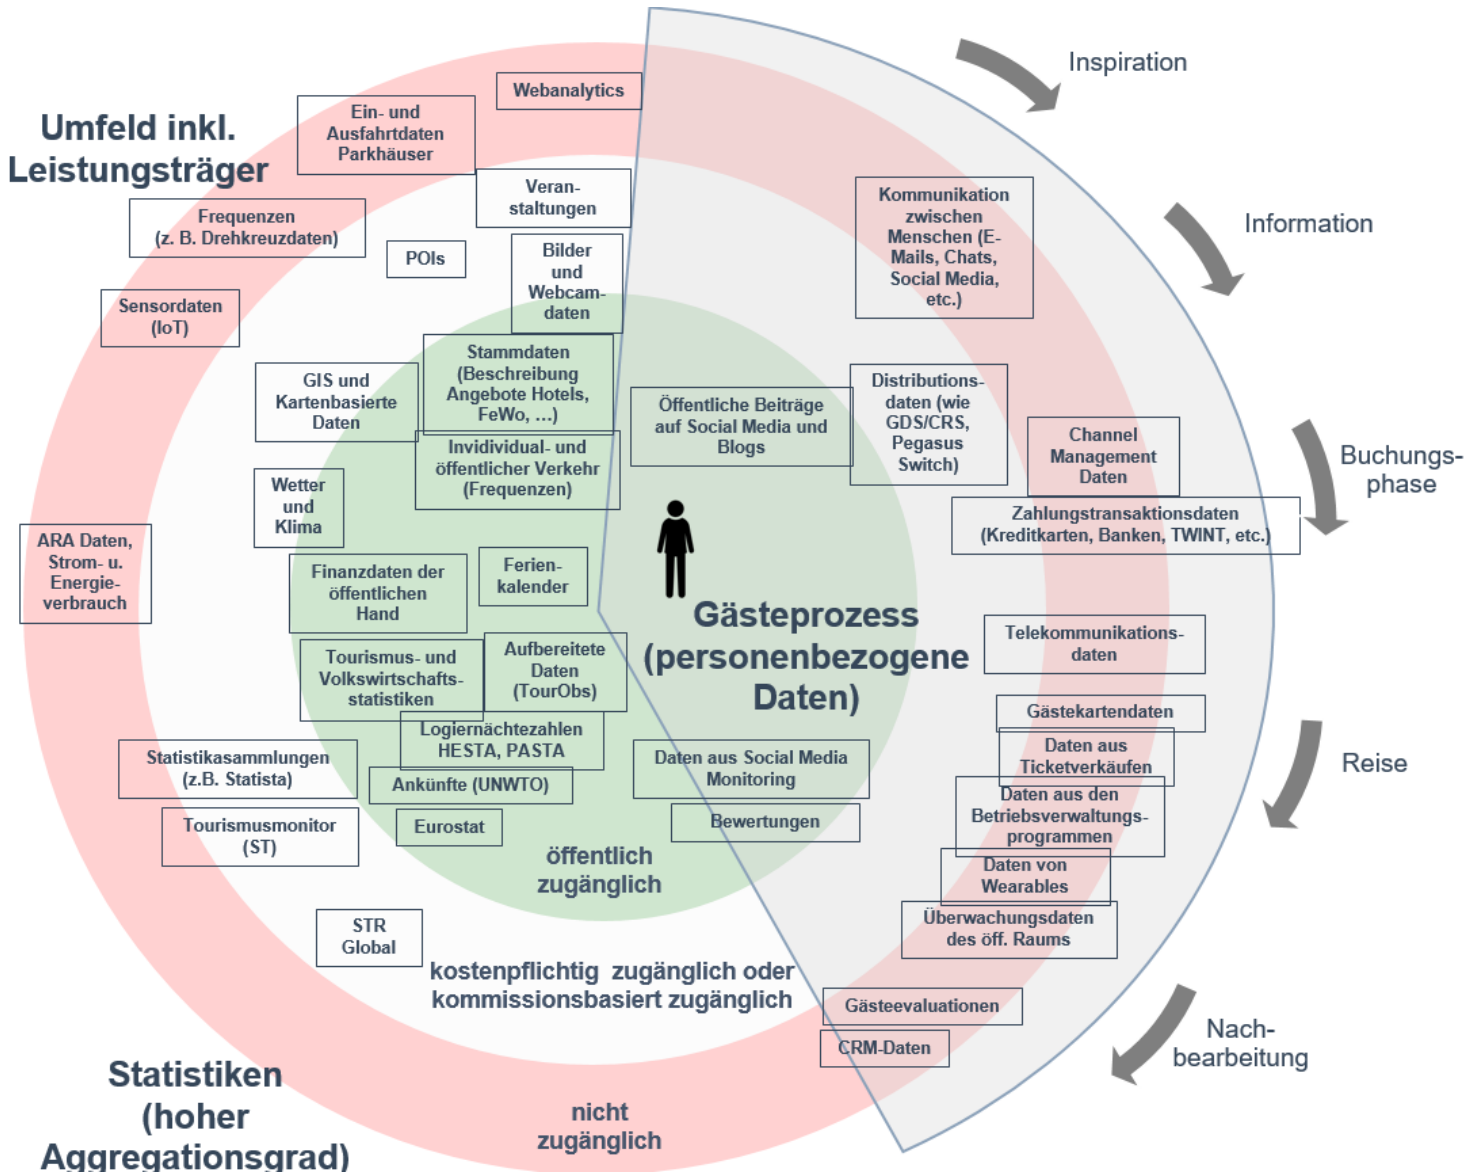 Umfeld inkl.
Leistungsträger
Webanalytics
Ein- und
Ausfahrtdaten
Parkhäuser
Frequenzen
(z. B. Drehkreuzdaten)
Veran-
staltungen
POIs
Bilder
und
Webcam-
daten
Sensordaten
(IoT)
Stammdaten
(Beschreibung
Angebote Hotels,
FeWo, …)
GIS und
Kartenbasierte
Daten
Invidividual- und
öffentlicher Verkehr
(Frequenzen)
Wetter
und
Klima
ARA Daten,
Strom- u.
Energie-
verbrauch
Finanzdaten der
öffentlichen
Hand
Ferien-
kalender
Tourismus- und
Volkswirtschafts-
statistiken
Aufbereitete
Daten
(TourObs)
Logiernächtezahlen
HESTA, PASTA
Statistikasammlungen
(z.B. Statista)
Ankünfte (UNWTO)
Tourismusmonitor
(ST)
Eurostat
öffentlich
zugänglich
STR
Global
kostenpflichtig zugänglich oder
kommissionsbasiert zugänglich
Statistiken
(hoher
Aggregationsgrad)
nicht
zugänglich
Kommunikation
zwischen
Menschen (E-
Mails, Chats,
Social Media,
etc.)
Öffentliche Beiträge
auf Social Media und
Blogs
Distributions-
daten (wie
GDS/CRS,
Pegasus
Switch)
Channel
Management
Daten
Zahlungstransaktionsdaten
(Kreditkarten, Banken, TWINT, etc.)
Gästeprozess
(personenbezogene
Daten)
Telekommunikations-
daten
Gästekartendaten
Daten aus
Ticketverkäufen
Daten aus Social Media
Monitoring
Daten aus den
Betriebsverwaltungs-
programmen
Bewertungen
Daten von
Wearables
Überwachungsdaten
des öff. Raums
Gästeevaluationen
CRM-Daten
Inspiration
Information
Buchungs-
phase
Reise
Nach-
bearbeitung